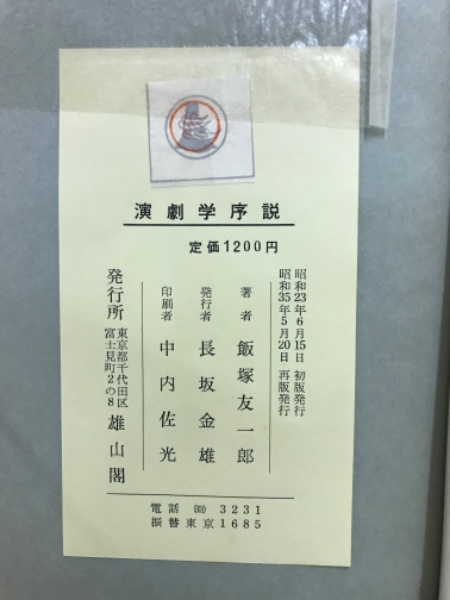 演劇学序説
定価1200円
昭和23年6月15日 初版発行
昭和35年5月20日 再版発行
著者 飯塚友一郎
発行者 長坂金雄
印刷者 中内佐光
発行所 東京都千代田区富士見町2の8 雄山閣
電話 3231
振替東京1685